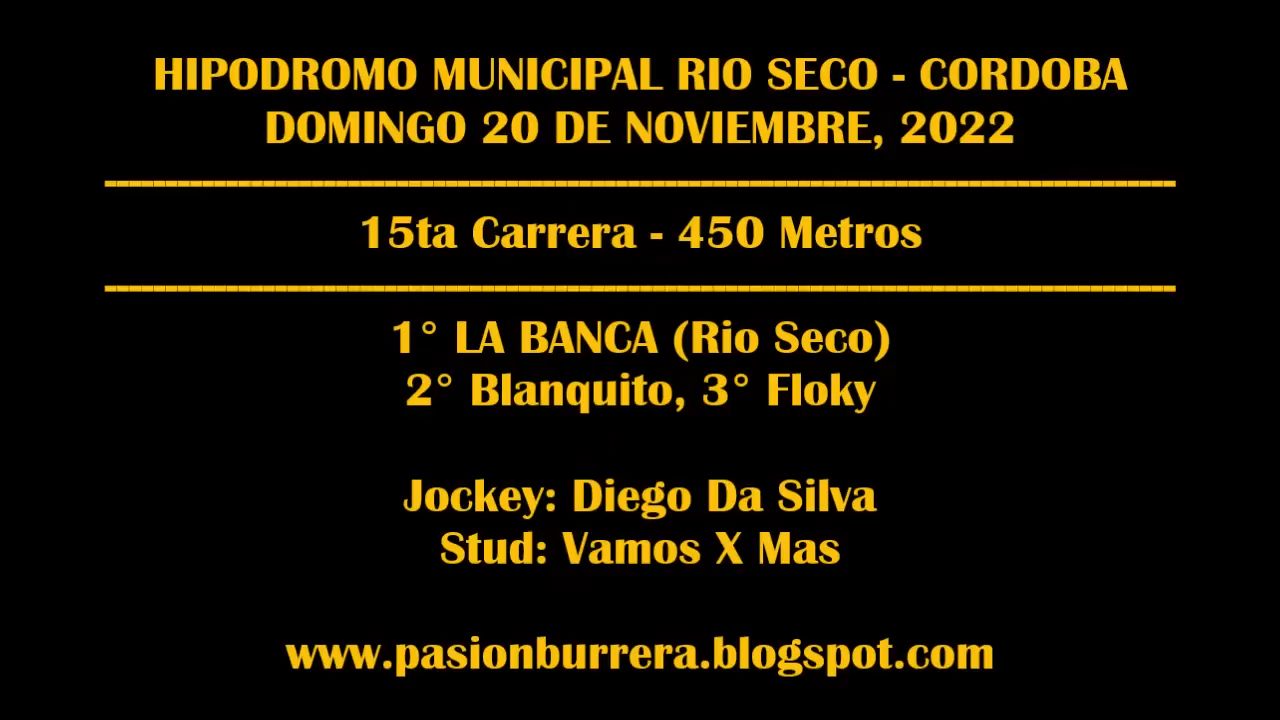 HIPODROMO MUNICIPAL RIO SECO - CORDOBA
DOMINGO 20 DE NOVIEMBRE, 2022
15ta Carrera - 450 Metros
1° LA BANCA (Rio Seco)
2° Blanquito, 3° Floky
Jockey: Diego Da Silva
Stud: Vamos X Mas
www.pasionburrera.blogspot.com